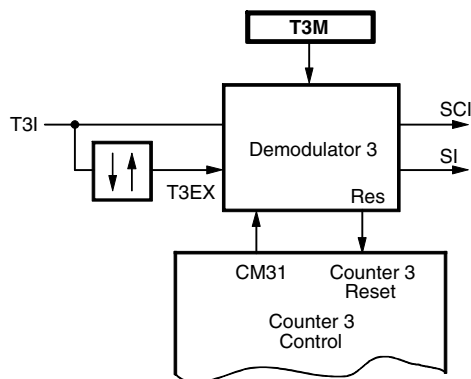 T3M
T3I
Demodulator 3
SCI
SI
T3EX
Res
CM31
Counter 3
Reset
Counter 3
Control